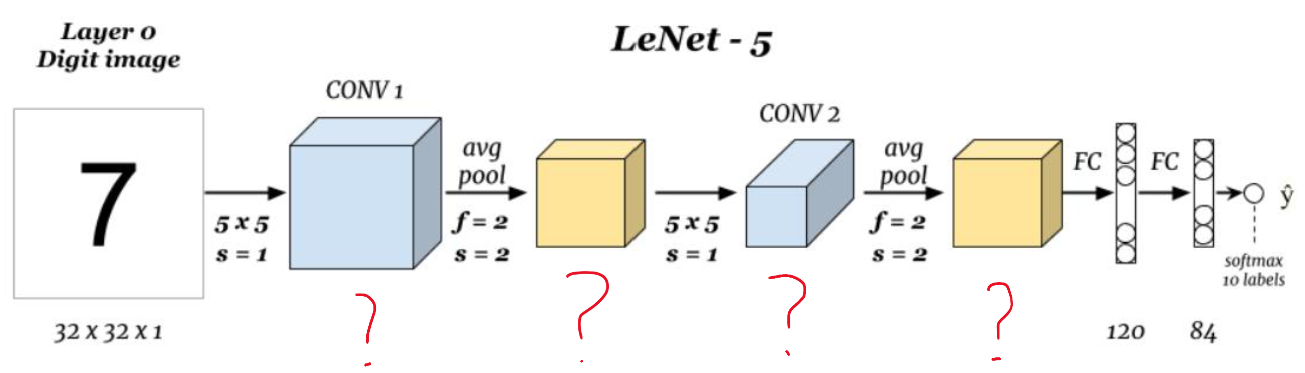 Layer 0
Digit image
LeNet - 5
7
32 x 32 x 1
5 x 5
s = 1
CONV 1
?
avg
pool
f = 2
s = 2
?
5 x 5
s = 1
CONV 2
?
avg
pool
f = 2
s = 2
?
FC
120
FC
84
ŷ
softmax
10 labels